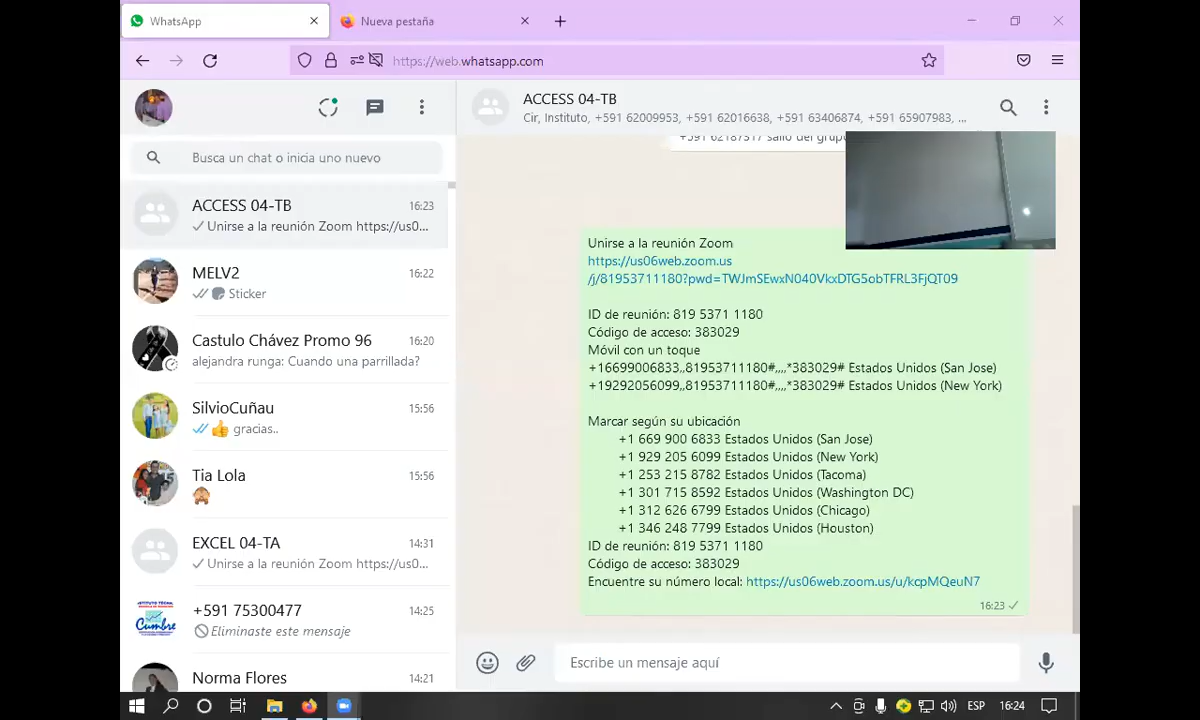 WhatsApp
Nueva pestaña
https://web.whatsapp.com
Busca un chat o inicia uno nuevo
ACCESS 04-TB
16:23
Unirse a la reunión Zoom https://us0...
MELV2
16:22
Sticker
Castulo Chávez Promo 96
16:20
alejandra runga: Cuando una parrillada?
SilvioCuñau
15:56
👍 gracias..
Tia Lola
15:56
🙈
EXCEL 04-TA
14:31
Unirse a la reunión Zoom https://us0...
+591 75300477
14:25
Eliminaste este mensaje
Cumbre
Norma Flores
14:21
ACCESS 04-TB
Cir, Instituto, +591 62009953, +591 62016638, +591 63406874, +591 65907983, ...
+591 62187517 salió del grupo
Unirse a la reunión Zoom
https://us06web.zoom.us
/j/81953711180?pwd=TWJmSEwxN040VkxDTG5obTFRL3FjQT09
ID de reunión: 819 5371 1180
Código de acceso: 383029
Móvil con un toque
+16699006833,,81953711180#,,,,*383029# Estados Unidos (San Jose)
+19292056099,,81953711180#,,,,*383029# Estados Unidos (New York)
Marcar según su ubicación
+1 669 900 6833 Estados Unidos (San Jose)
+1 929 205 6099 Estados Unidos (New York)
+1 253 215 8782 Estados Unidos (Tacoma)
+1 301 715 8592 Estados Unidos (Washington DC)
+1 312 626 6799 Estados Unidos (Chicago)
+1 346 248 7799 Estados Unidos (Houston)
ID de reunión: 819 5371 1180
Código de acceso: 383029
Encuentre su número local: https://us06web.zoom.us/u/kcpMQeuN7
16:23
Escribe un mensaje aquí
ESP
16:24